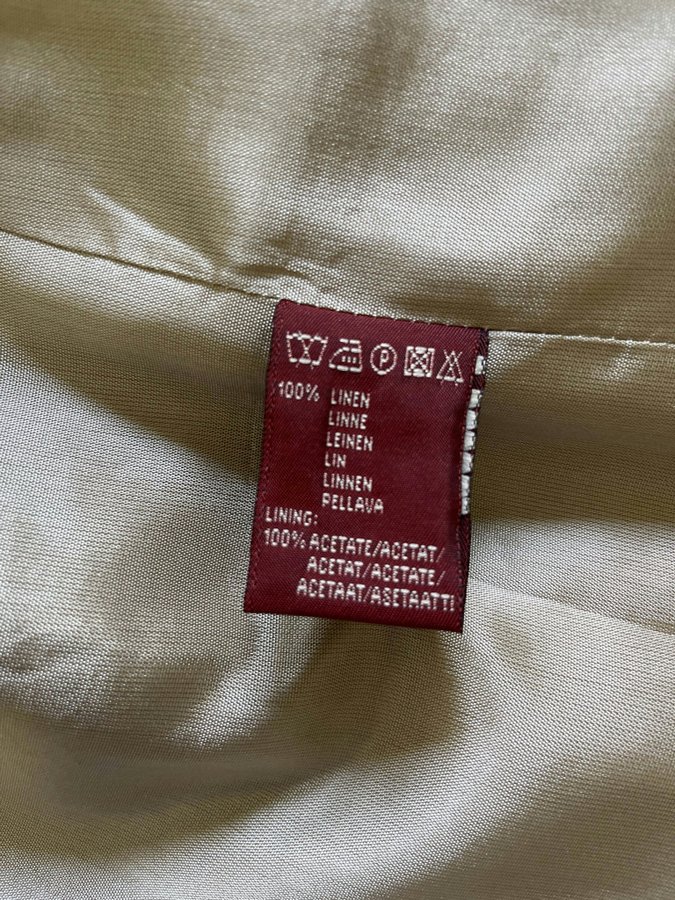 P
100% LINEN
LINNE
LEINEN
LIN
LINNEN
PELLAVA
LINING:
100% ACETATE/ACETAT/
ACETAT/ACETATE/
ACETAAT/ASETAATTI